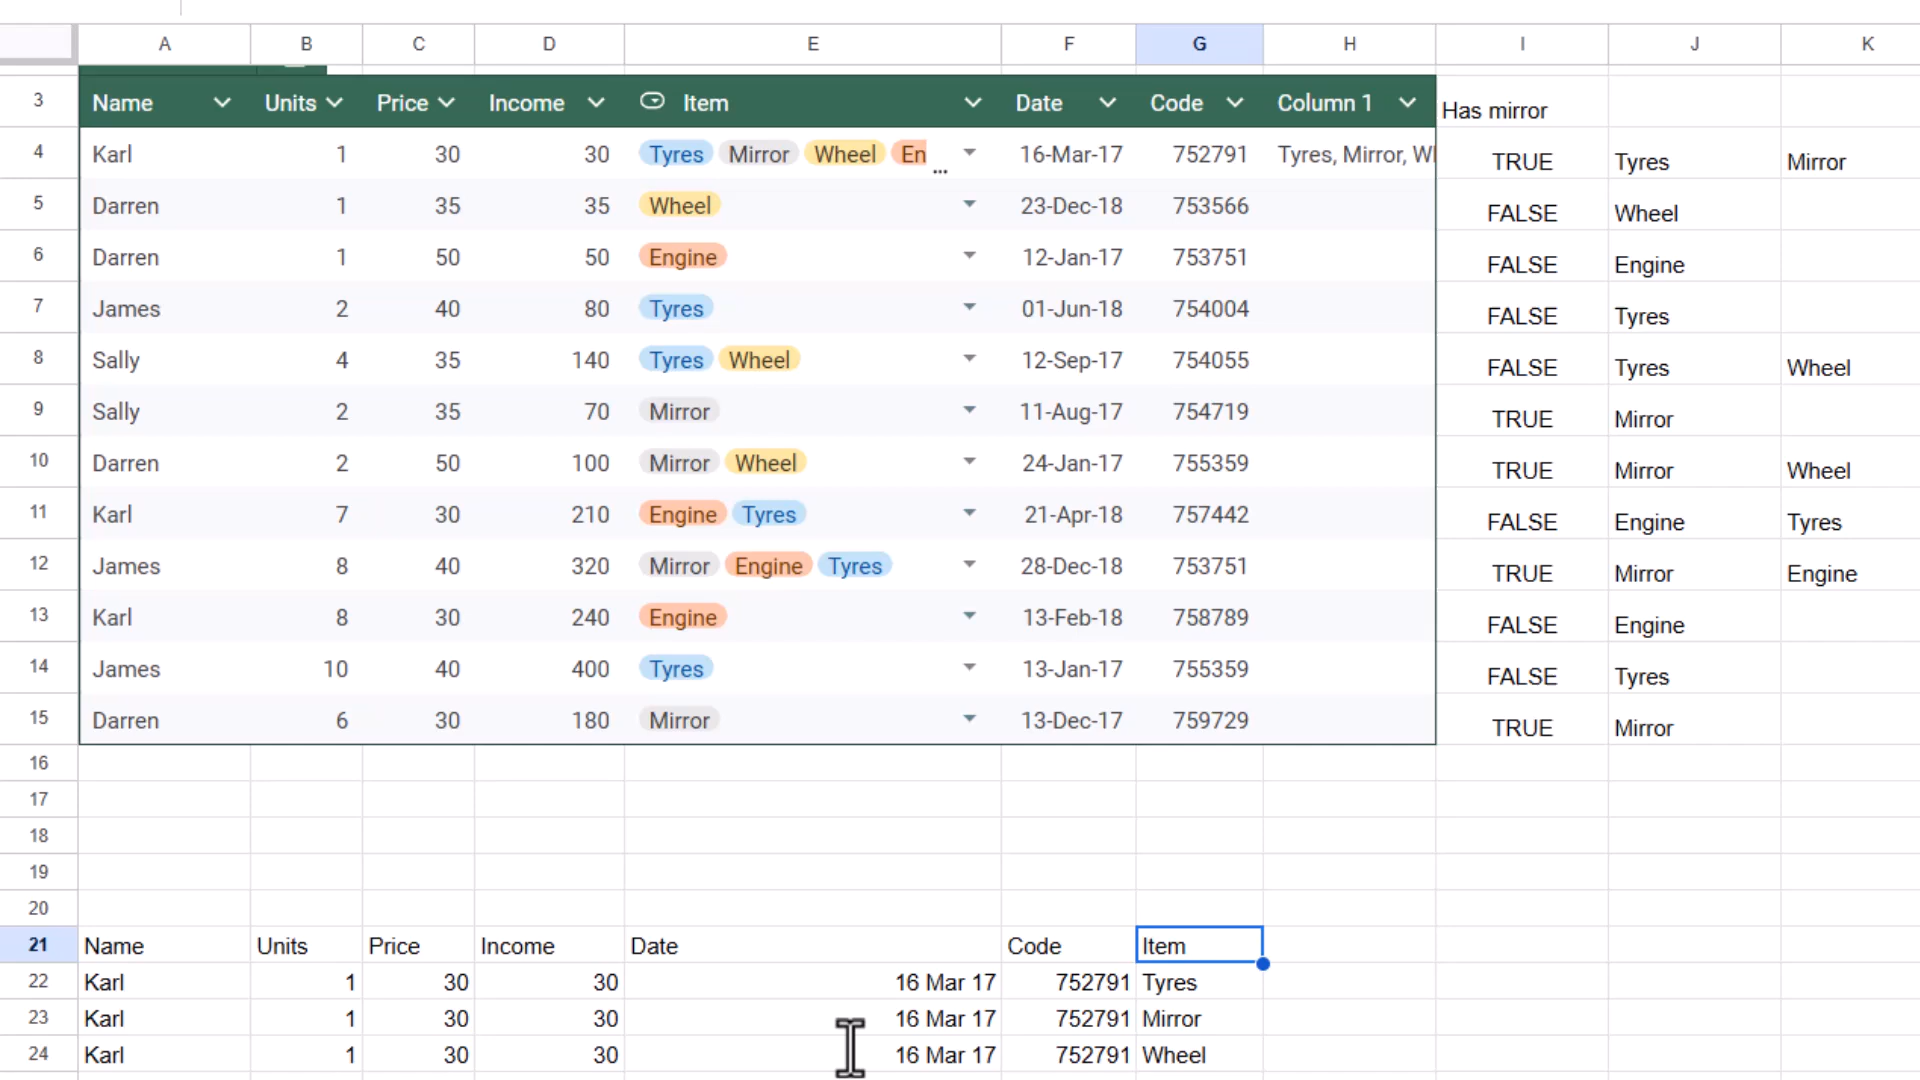 A B C D E F G H I J K
3 Name Units Price Income Item Date Code Column 1 Has mirror
4 Karl 1 30 30 Tyres Mirror Wheel En ... 16-Mar-17 752791 Tyres, Mirror, TRUE Tyres Mirror
5 Darren 1 35 35 Wheel 23-Dec-18 753566 FALSE Wheel
6 Darren 1 50 50 Engine 12-Jan-17 753751 FALSE Engine
7 James 2 40 80 Tyres 01-Jun-18 754004 FALSE Tyres
8 Sally 4 35 140 Tyres Wheel 12-Sep-17 754055 FALSE Tyres Wheel
9 Sally 2 35 70 Mirror 11-Aug-17 754719 TRUE Mirror
10 Darren 2 50 100 Mirror Wheel 24-Jan-17 755359 TRUE Mirror Wheel
11 Karl 7 30 210 Engine Tyres 21-Apr-18 757442 FALSE Engine Tyres
12 James 8 40 320 Mirror Engine Tyres 28-Dec-18 753751 TRUE Mirror Engine
13 Karl 8 30 240 Engine 13-Feb-18 758789 FALSE Engine
14 James 10 40 400 Tyres 13-Jan-17 755359 FALSE Tyres
15 Darren 6 30 180 Mirror 13-Dec-17 759729 TRUE Mirror
16
17
18
19
20
21 Name Units Price Income Date Code Item
22 Karl 1 30 30 16 Mar 17 752791 Tyres
23 Karl 1 30 30 16 Mar 17 752791 Mirror
24 Karl 1 30 30 16 Mar 17 752791 Wheel